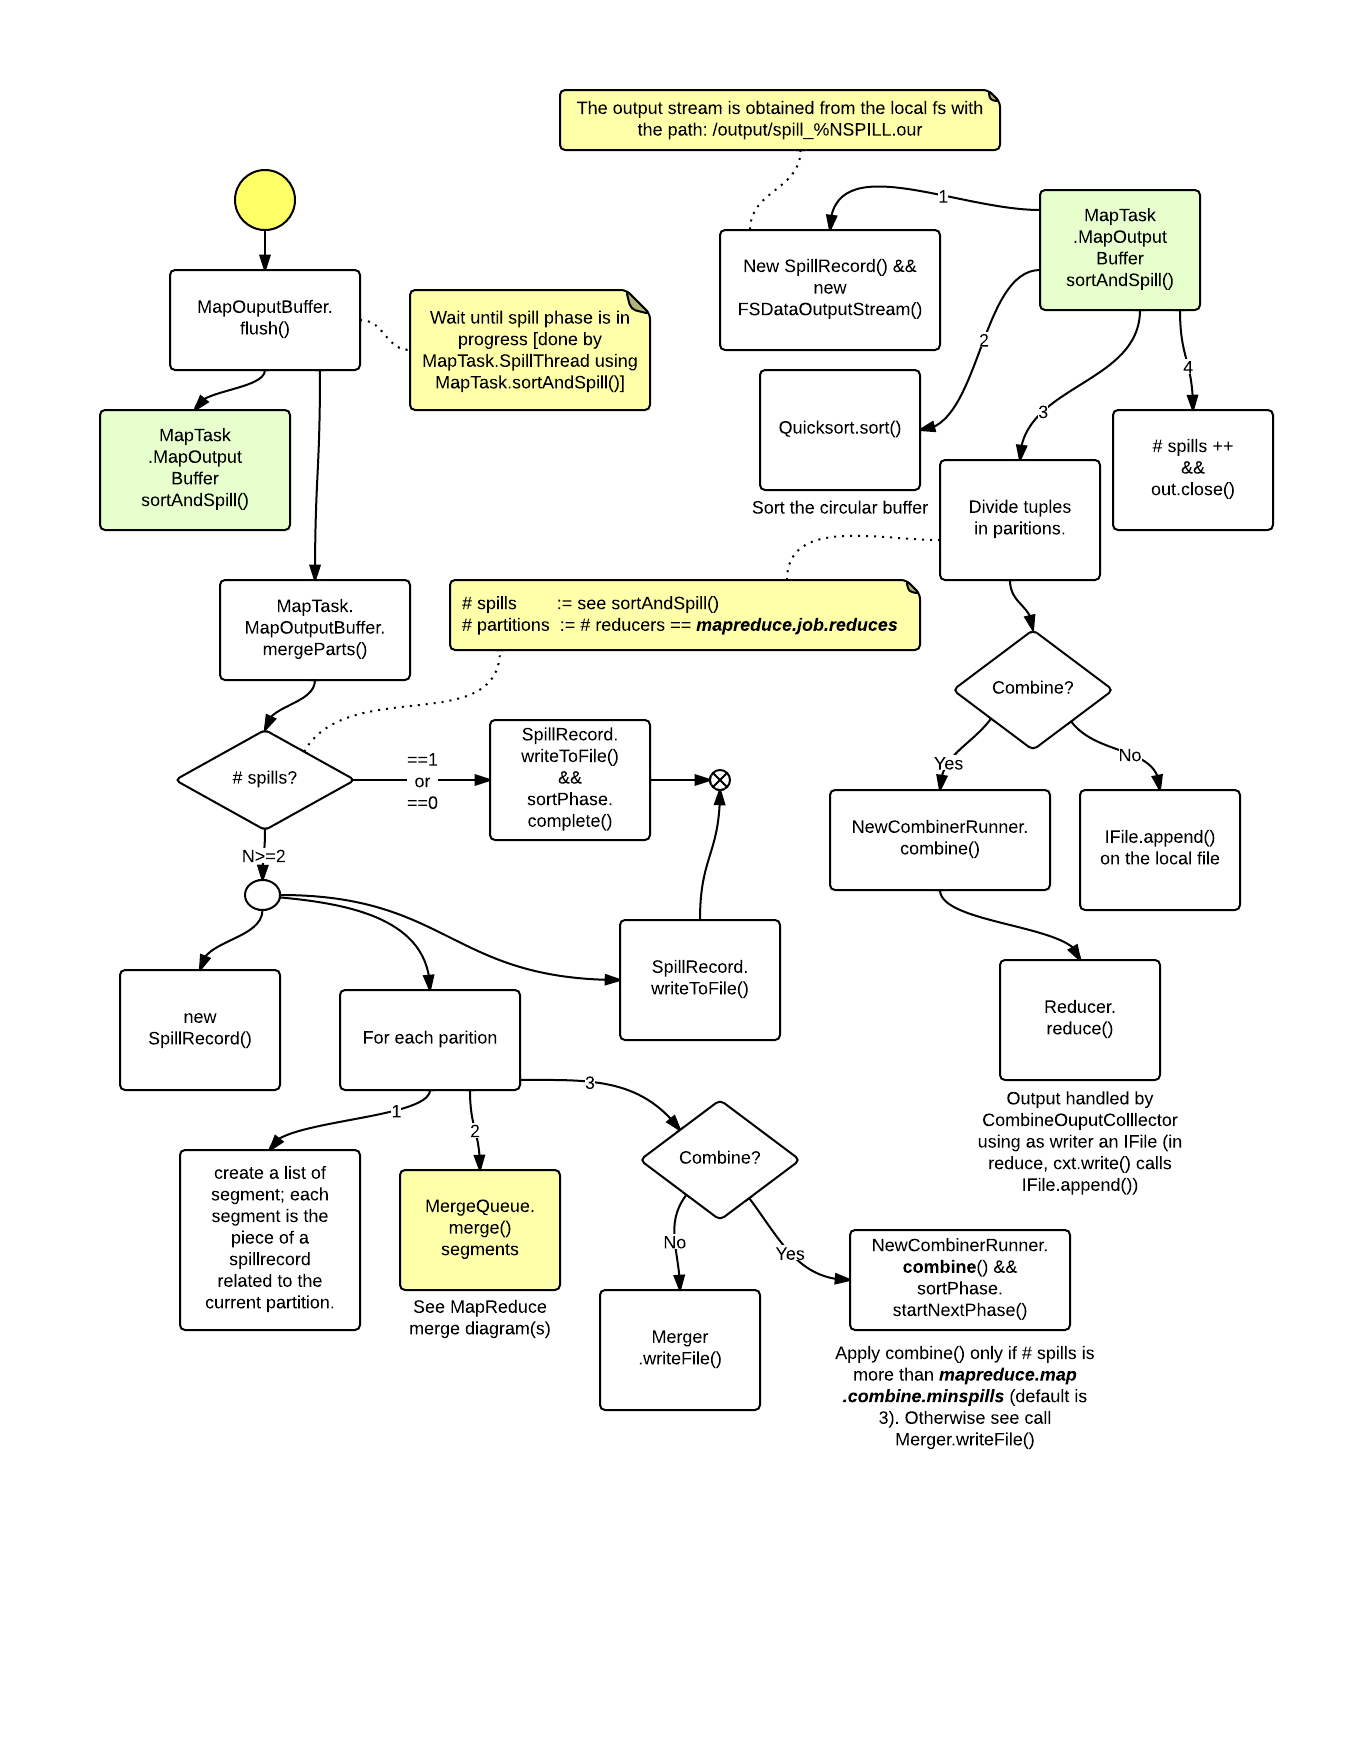 The output stream is obtained from the local fs with
the path: /output/spill_%NSPILL.our
1
MapTask
.MapOutput
Buffer
sortAndSpill()
New SpillRecord() &&
new
FSDataOutputStream()
MapOuputBuffer.
flush()
Wait until spill phase is in
progress [done by
MapTask.SpillThread using
MapTask.sortAndSpill()]
2
4
3
MapTask
.MapOutput
Buffer
sortAndSpill()
Quicksort.sort()
Sort the circular buffer
Divide tuples
in paritions.
# spills ++
&&
out.close()
MapTask.
MapOutputBuffer.
mergeParts()
# spills := see sortAndSpill()
# partitions := # reducers == mapreduce.job.reduces
Combine?
Yes
No
# spills?
==1
or
==0
SpillRecord.
writeToFile()
&&
sortPhase.
complete()
NewCombinerRunner.
combine()
IFile.append()
on the local file
N>=2
new
SpillRecord()
For each parition
SpillRecord.
writeToFile()
Reducer.
reduce()
Output handled by
CombineOuputColllector
using as writer an IFile (in
reduce, cxt.write() calls
IFile.append())
1
2
3
create a list of
segment; each
segment is the
piece of a
spillrecord
related to the
current partition.
MergeQueue.
merge()
segments
See MapReduce
merge diagram(s)
Combine?
No
Yes
Merger
.writeFile()
NewCombinerRunner.
combine() &&
sortPhase.
startNextPhase()
Apply combine() only if # spills is
more than mapreduce.map
.combine.minspills (default is
3). Otherwise see call
Merger.writeFile()